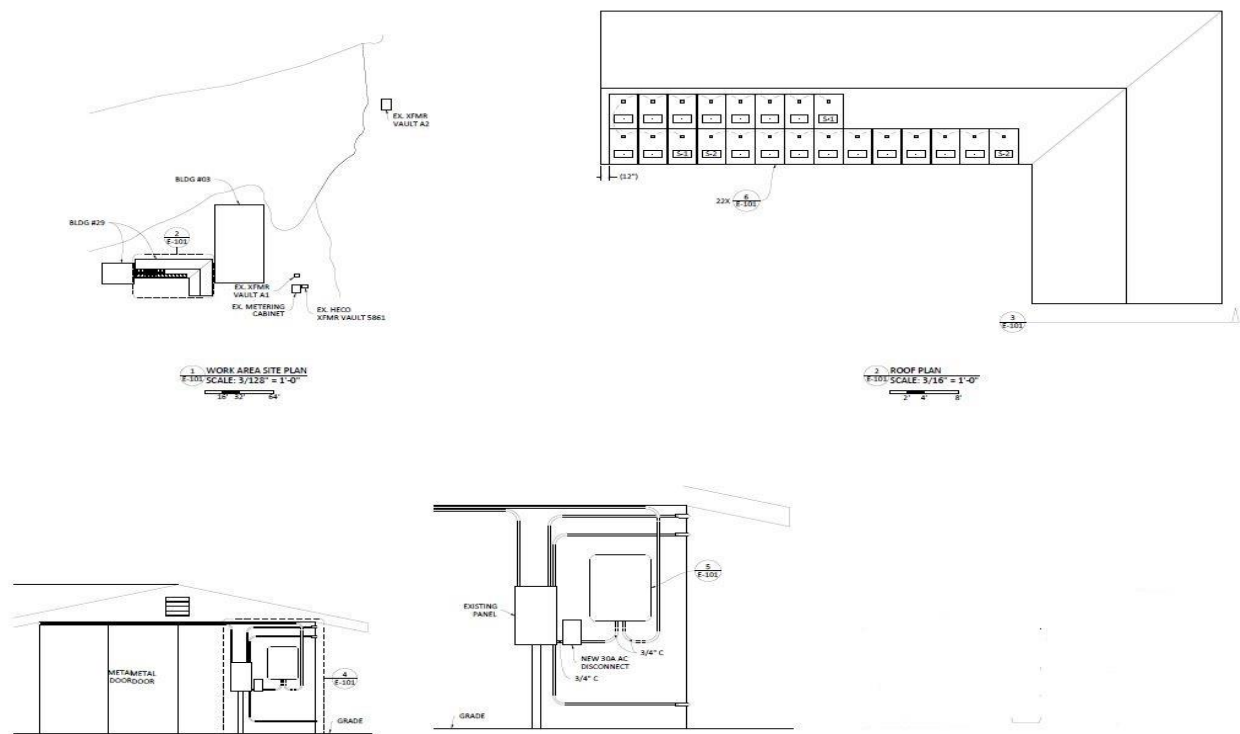 EX. XFMR
VAULT A2
BLDG #03
BLDG #29
2
E-101
EX. XFMR
VAULT A1
EX. METERING
CABINET
EX. HECO
XFMR VAULT 5861
1
E-101
WORK AREA SITE PLAN
SCALE: 3/128" = 1'-0"
16' 32' 64'
S-1
S-1 S-2 S-2
(12")
22X
6
E-101
3
E-101
2
E-101
ROOF PLAN
SCALE: 3/16" = 1'-0"
2' 4' 8'
METAL
DOOR
METAL
DOOR
4
E-101
GRADE
EXISTING
PANEL
5
E-101
3/4" C
NEW 30A AC
DISCONNECT
3/4" C
GRADE